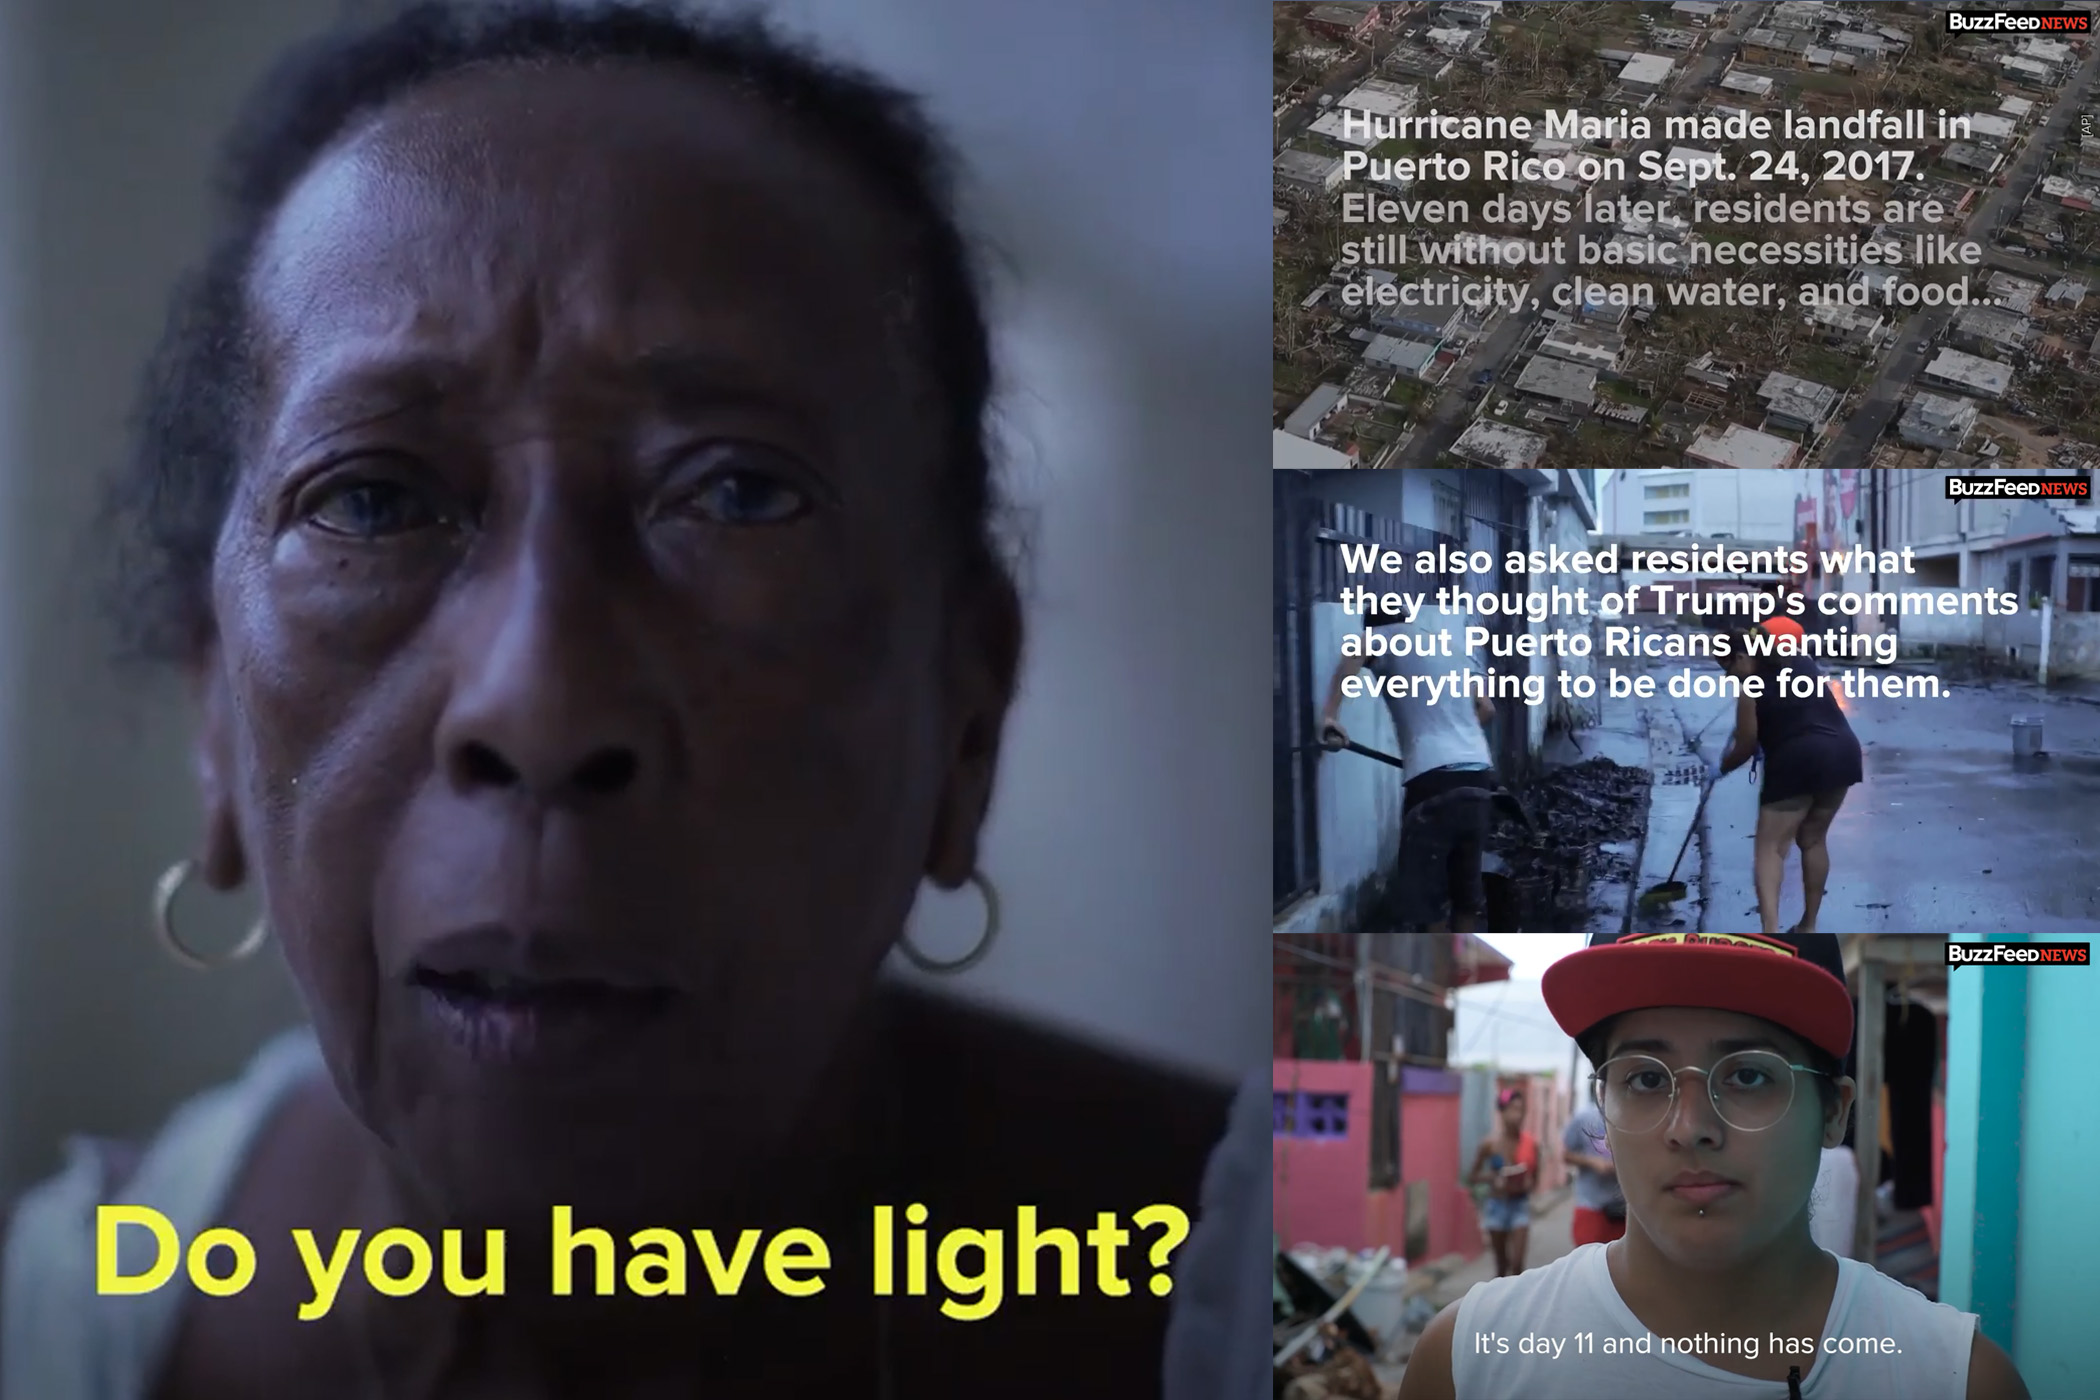 Do you have light?
BuzzFeed NEWS
Hurricane Maria made landfall in
Puerto Rico on Sept. 24, 2017.
Eleven days later, residents are
still without basic necessities like
electricity, clean water, and food...
[AP]
BuzzFeed NEWS
We also asked residents what
they thought of Trump's comments
about Puerto Ricans wanting
everything to be done for them.
BuzzFeed NEWS
It's day 11 and nothing has come.